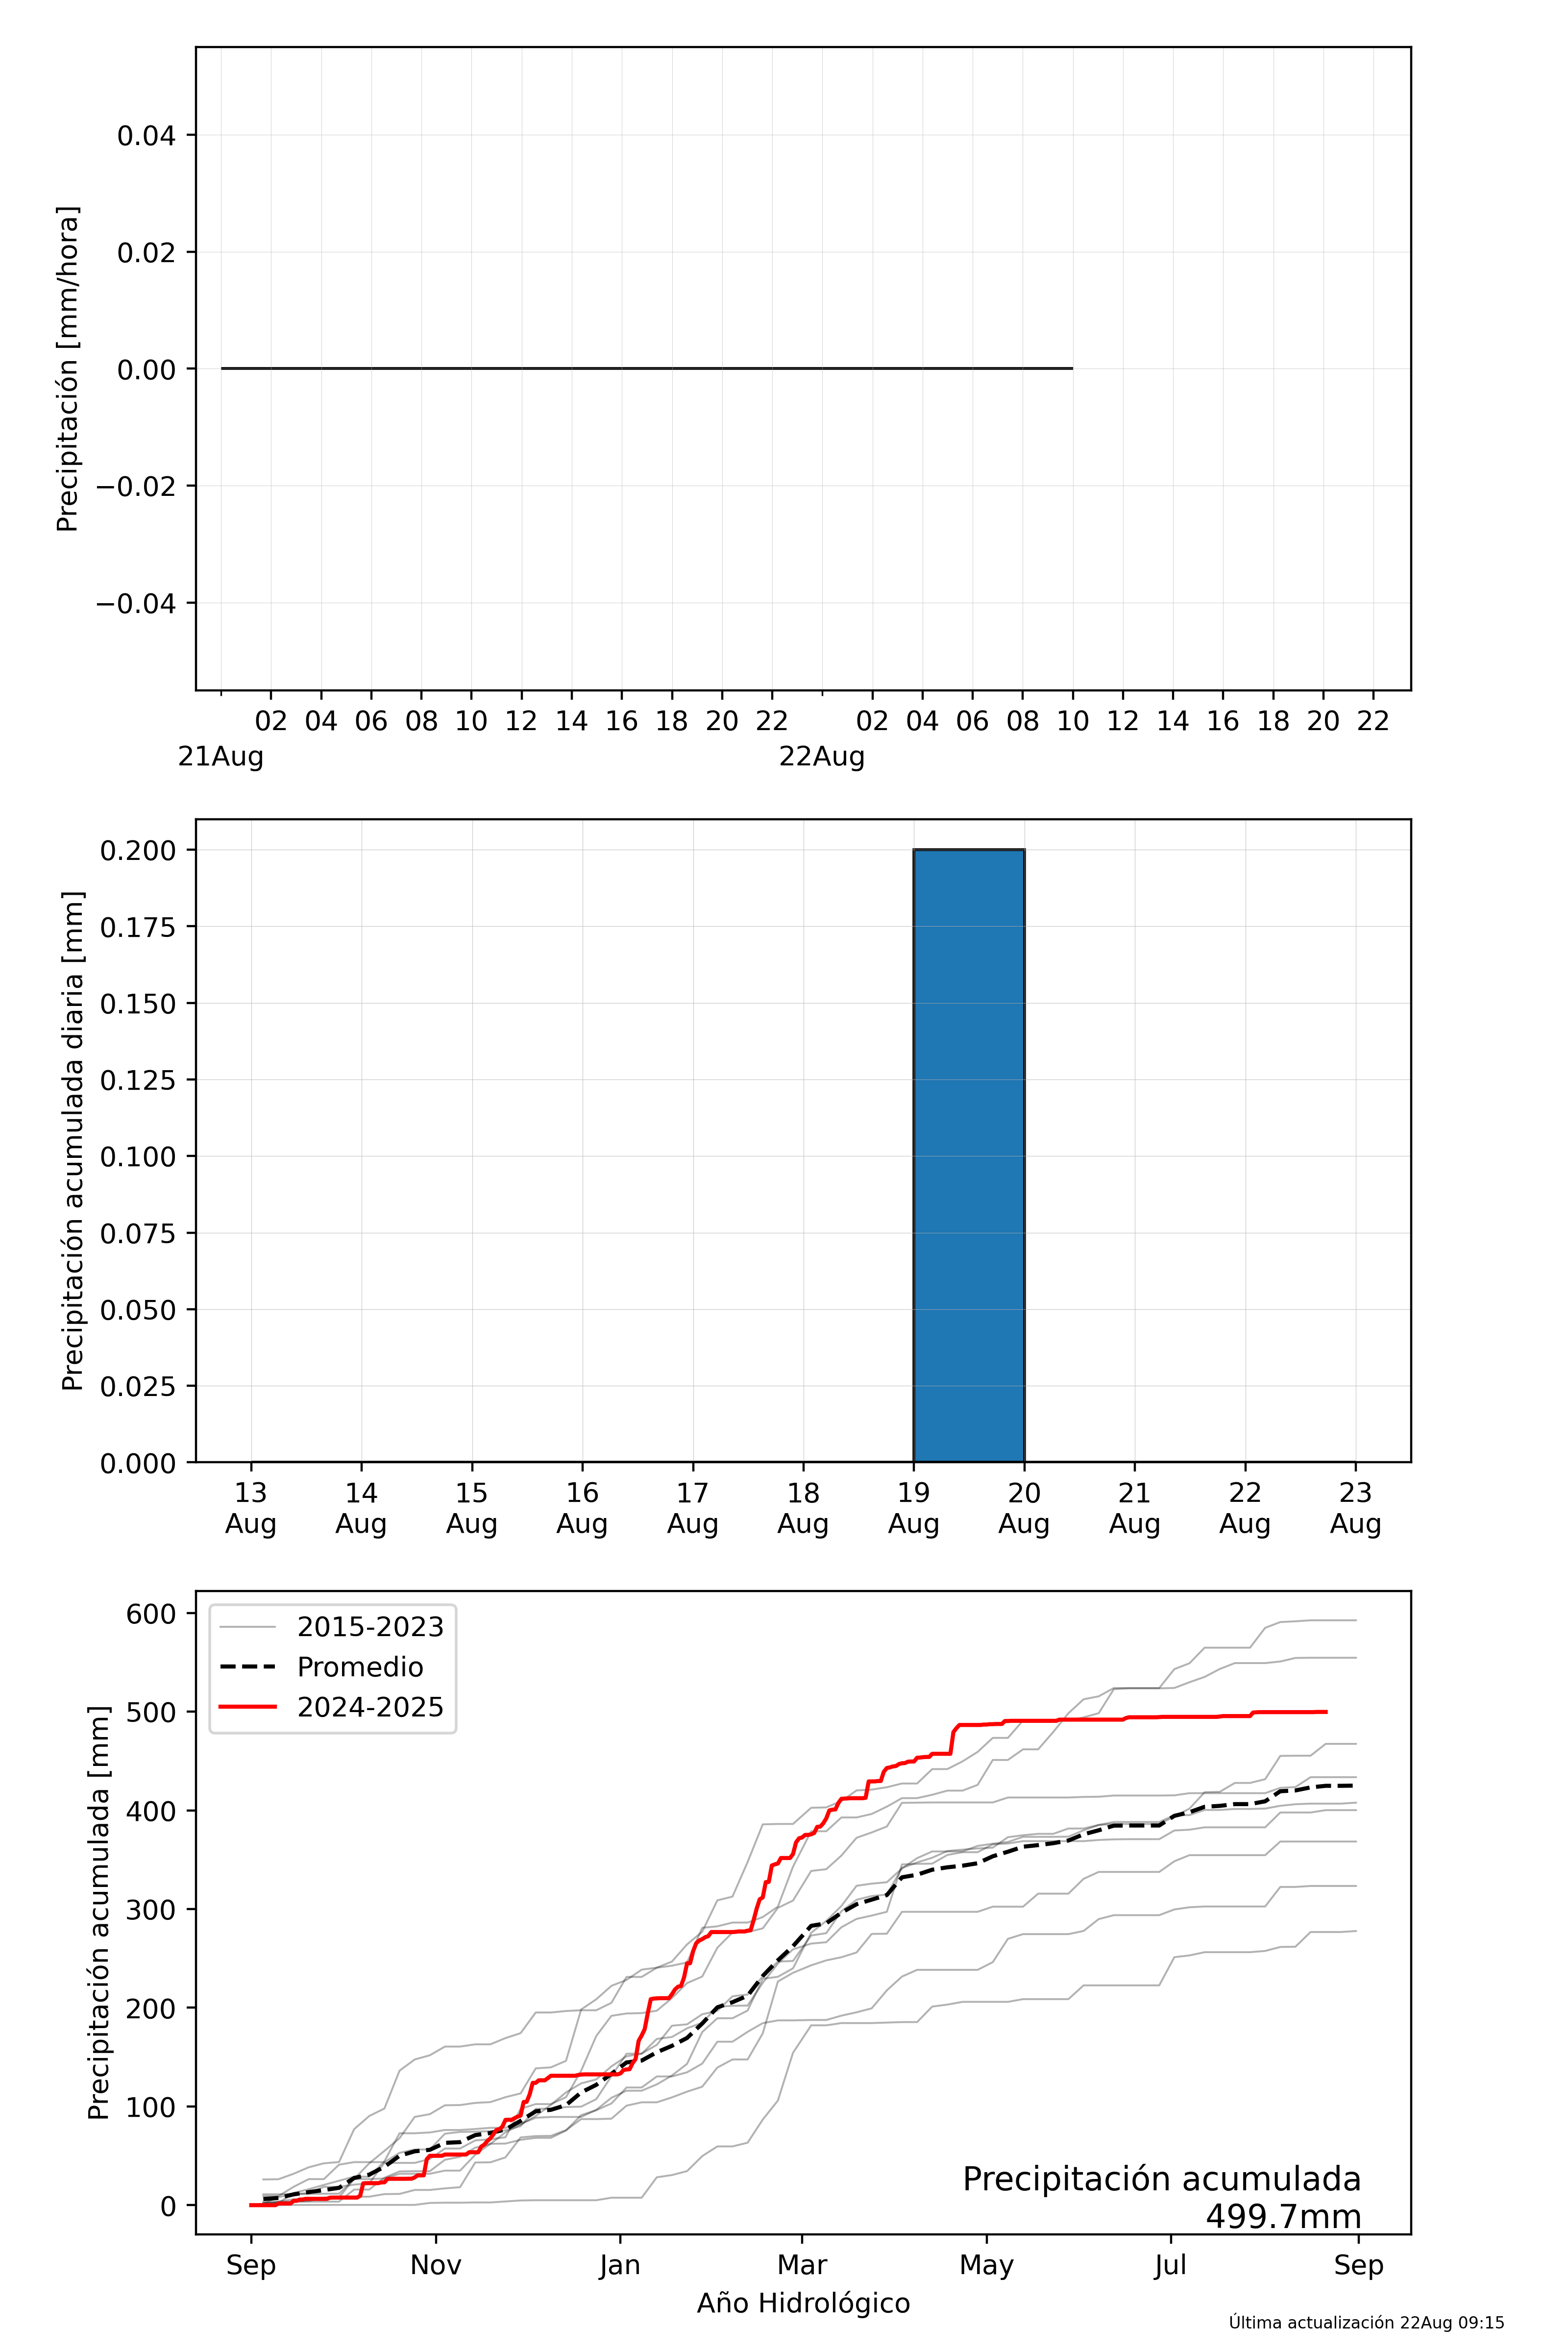 Precipitación [mm/hora]
0.04
0.02
0.00
−0.02
−0.04
02 04 06 08 10 12 14 16 18 20 22 02 04 06 08 10 12 14 16 18 20 22
21Aug 22Aug
Precipitación acumulada diaria [mm]
0.200
0.175
0.150
0.125
0.100
0.075
0.050
0.025
0.000
13 14 15 16 17 18 19 20 21 22 23
Aug Aug Aug Aug Aug Aug Aug Aug Aug Aug Aug
Precipitación acumulada [mm]
600
500
400
300
200
100
0
2015-2023
Promedio
2024-2025
Precipitación acumulada
499.7mm
Sep Nov Jan Mar May Jul Sep
Año Hidrológico
Última actualización 22Aug 09:15